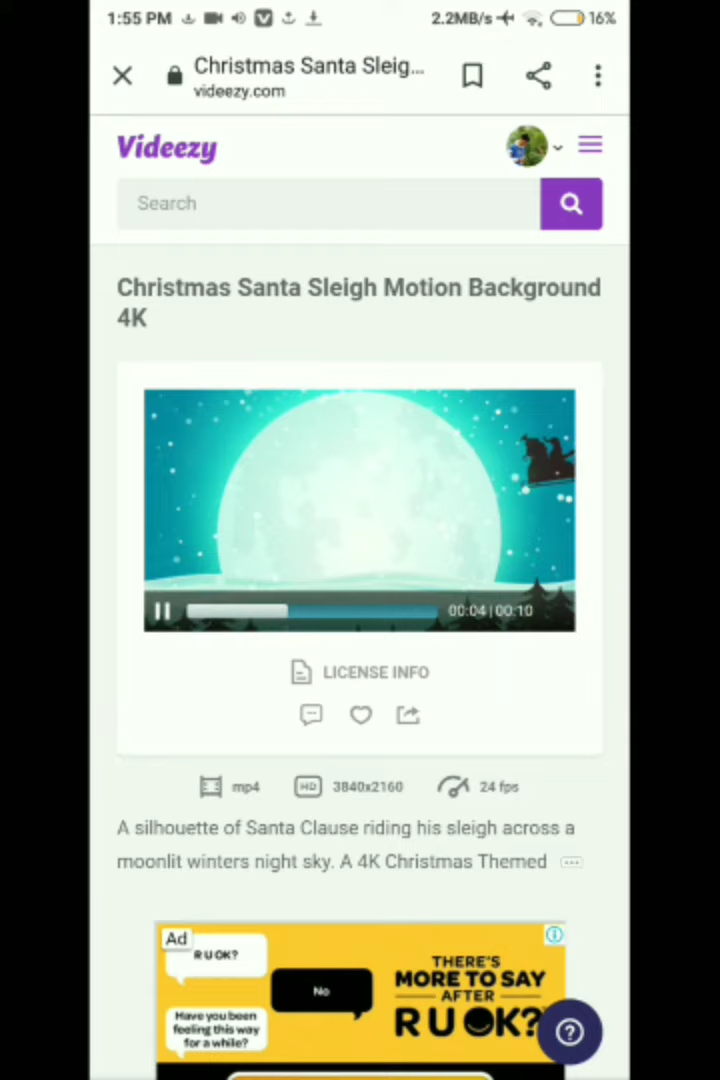 1:55 PM 2.2MB/s 16%
Christmas Santa Sleig...
videezy.com
Videezy
Search
Christmas Santa Sleigh Motion Background
4K
00:04|00:10
LICENSE INFO
mp4 HD 3840x2160 24 fps
A silhouette of Santa Clause riding his sleigh across a
moonlit winters night sky. A 4K Christmas Themed
Ad
R U OK?
No
Have you been
feeling this way
for a while?
THERE'S
MORE TO SAY
AFTER
R U OK?